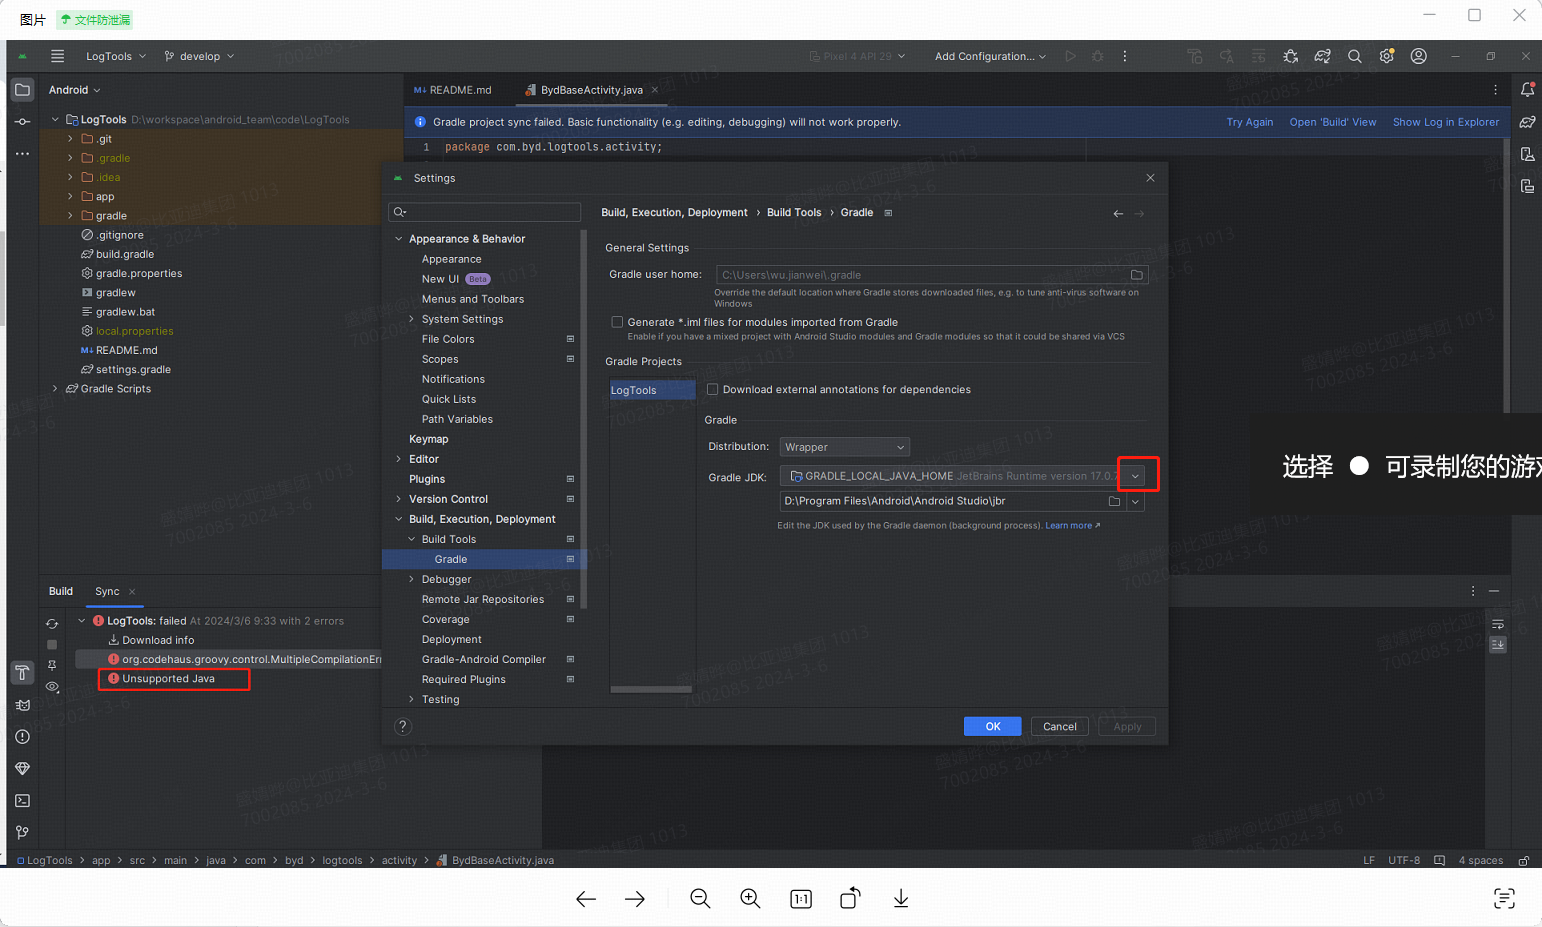 图片 文件防泄漏
LogTools develop Pixel 4 API 29 Add Configuration...
Android
README.md BydBaseActivity.java
LogTools D:\workspace\android_team\code\LogTools
Gradle project sync failed. Basic functionality (e.g. editing, debugging) will not work properly. Try Again Open 'Build' View Show Log in Explorer
.git
1 package com.byd.logtools.activity;
.gradle
.idea
app
gradle
.gitignore
build.gradle
gradle.properties
gradlew
gradlew.bat
local.properties
README.md
settings.gradle
Gradle Scripts
Settings
Appearance & Behavior
Appearance
New UI Beta
Menus and Toolbars
System Settings
File Colors
Scopes
Notifications
Quick Lists
Path Variables
Keymap
Editor
Plugins
Version Control
Build, Execution, Deployment
Build Tools
Gradle
Debugger
Remote Jar Repositories
Coverage
Deployment
Gradle-Android Compiler
Required Plugins
Testing
Build, Execution, Deployment › Build Tools › Gradle
General Settings
Gradle user home: C:\Users\wu.jianwei\.gradle
Override the default location where Gradle stores downloaded files, e.g. to tune anti-virus software on
Windows
Generate *.iml files for modules imported from Gradle
Enable if you have a mixed project with Android Studio modules and Gradle modules so that it could be shared via VCS
Gradle Projects
LogTools Download external annotations for dependencies
Gradle
Distribution: Wrapper
Gradle JDK: GRADLE_LOCAL_JAVA_HOME JetBrains Runtime version 17.0.7
D:\Program Files\Android\Android Studio\jbr
Edit the JDK used by the Gradle daemon (background process). Learn more
OK Cancel Apply
选择 可录制您的游戏
Build Sync
LogTools: failed At 2024/3/6 9:33 with 2 errors
Download info
org.codehaus.groovy.control.MultipleCompilationErr
Unsupported Java
LogTools › app › src › main › java › com › byd › logtools › activity › BydBaseActivity.java
LF UTF-8 4 spaces
1:1